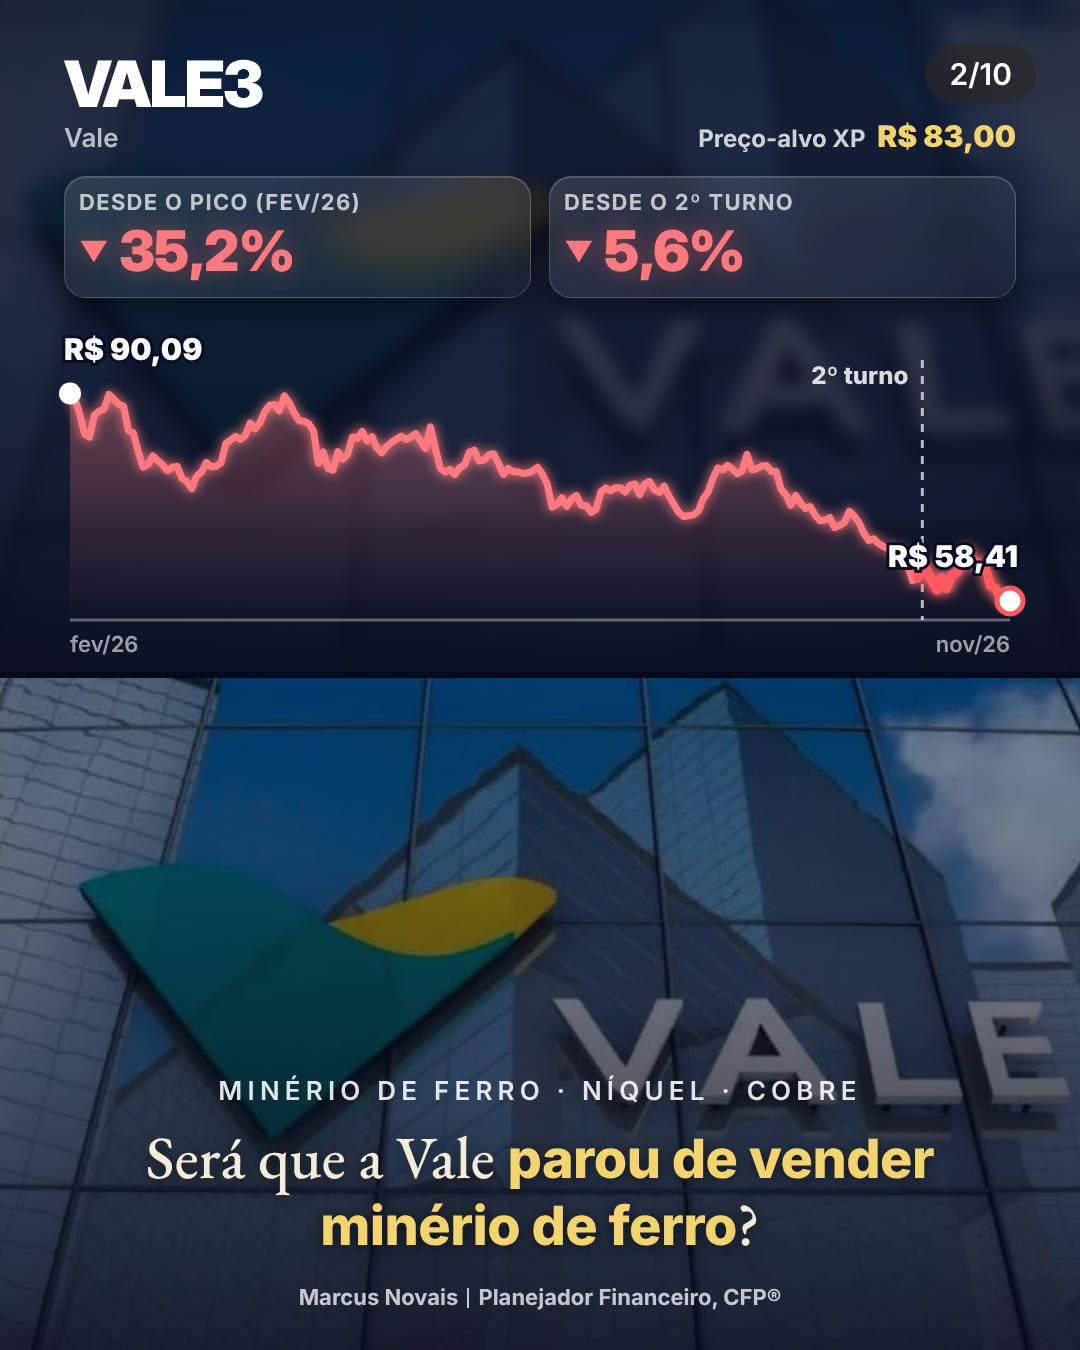 VALE3
2/10
Vale
Preço-alvo XP R$ 83,00
DESDE O PICO (FEV/26)
▼ 35,2%
DESDE O 2º TURNO
▼ 5,6%
R$ 90,09
2º turno
R$ 58,41
fev/26
nov/26
VALE
MINÉRIO DE FERRO · NÍQUEL · COBRE
Será que a Vale parou de vender
minério de ferro?
Marcus Novais | Planejador Financeiro, CFP®